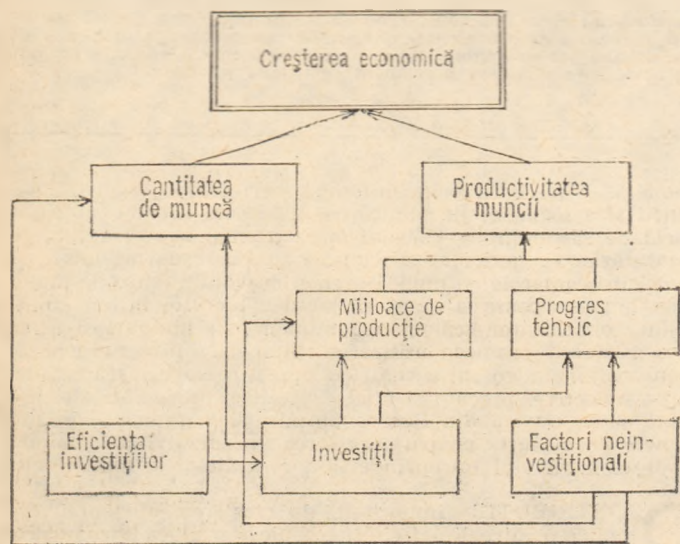 Creşterea economică
Cantitatea
de muncă
Productivitatea
muncii
Mijloace de
producţie
Progres
tehnic
Eficienţa
investiţiilor
Investiţii
Factori nein-
vestiţionali